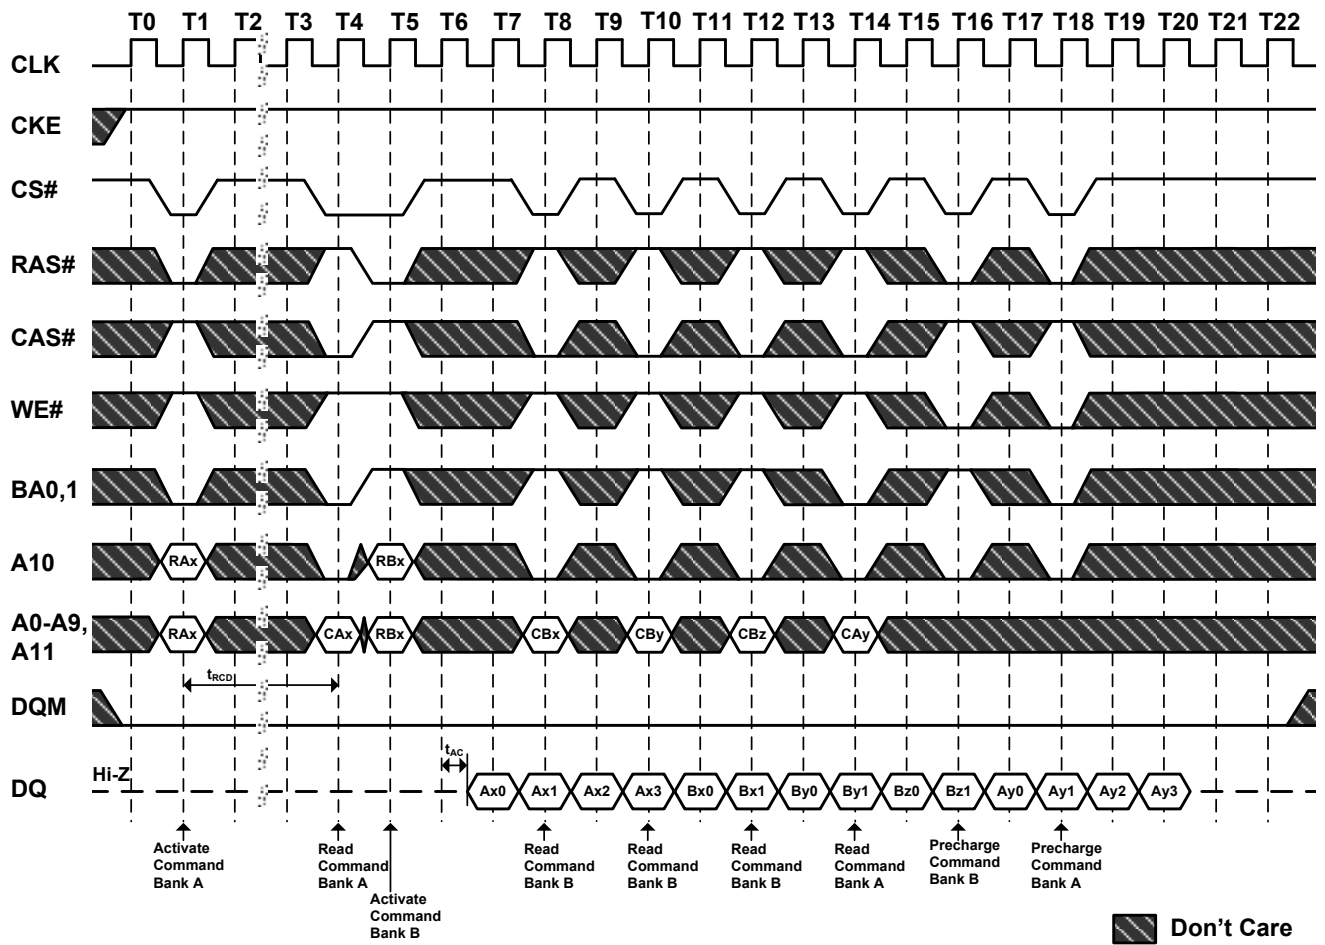 T0 T1 T2 T3 T4 T5 T6 T7 T8 T9 T10 T11 T12 T13 T14 T15 T16 T17 T18 T19 T20 T21 T22
CLK
CKE
CS#
RAS#
CAS#
WE#
BA0,1
A10 RAx RBx
A0-A9, RAx CAx RBx CBx CBy CBz CAy
A11
tRCD
DQM
tAC
Hi-Z
DQ Ax0 Ax1 Ax2 Ax3 Bx0 Bx1 By0 By1 Bz0 Bz1 Ay0 Ay1 Ay2 Ay3
Activate
Command
Bank A
Read
Command
Bank A
Activate
Command
Bank B
Read
Command
Bank B
Read
Command
Bank B
Read
Command
Bank B
Read
Command
Bank A
Precharge
Command
Bank B
Precharge
Command
Bank A
Don't Care